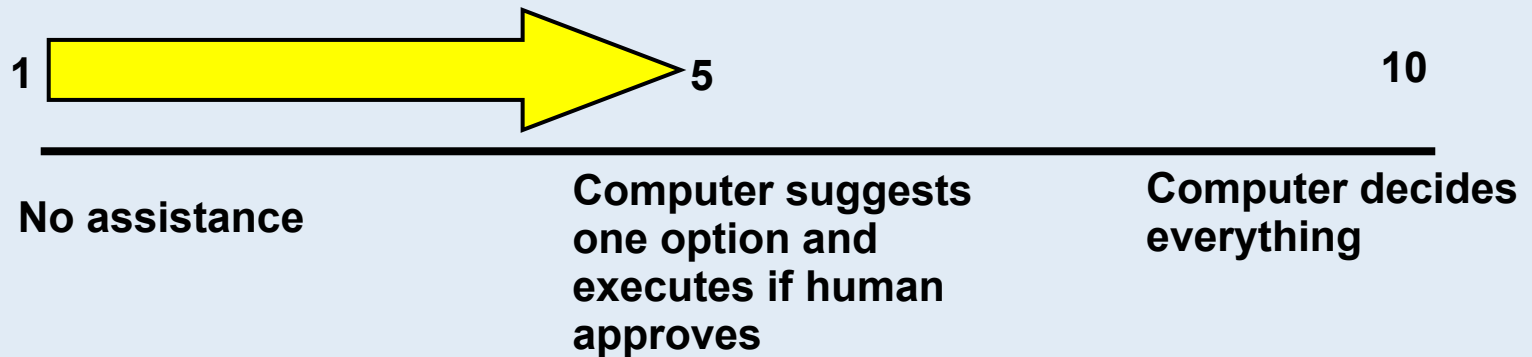 1
5
10
No assistance
Computer suggests
one option and
executes if human
approves
Computer decides
everything